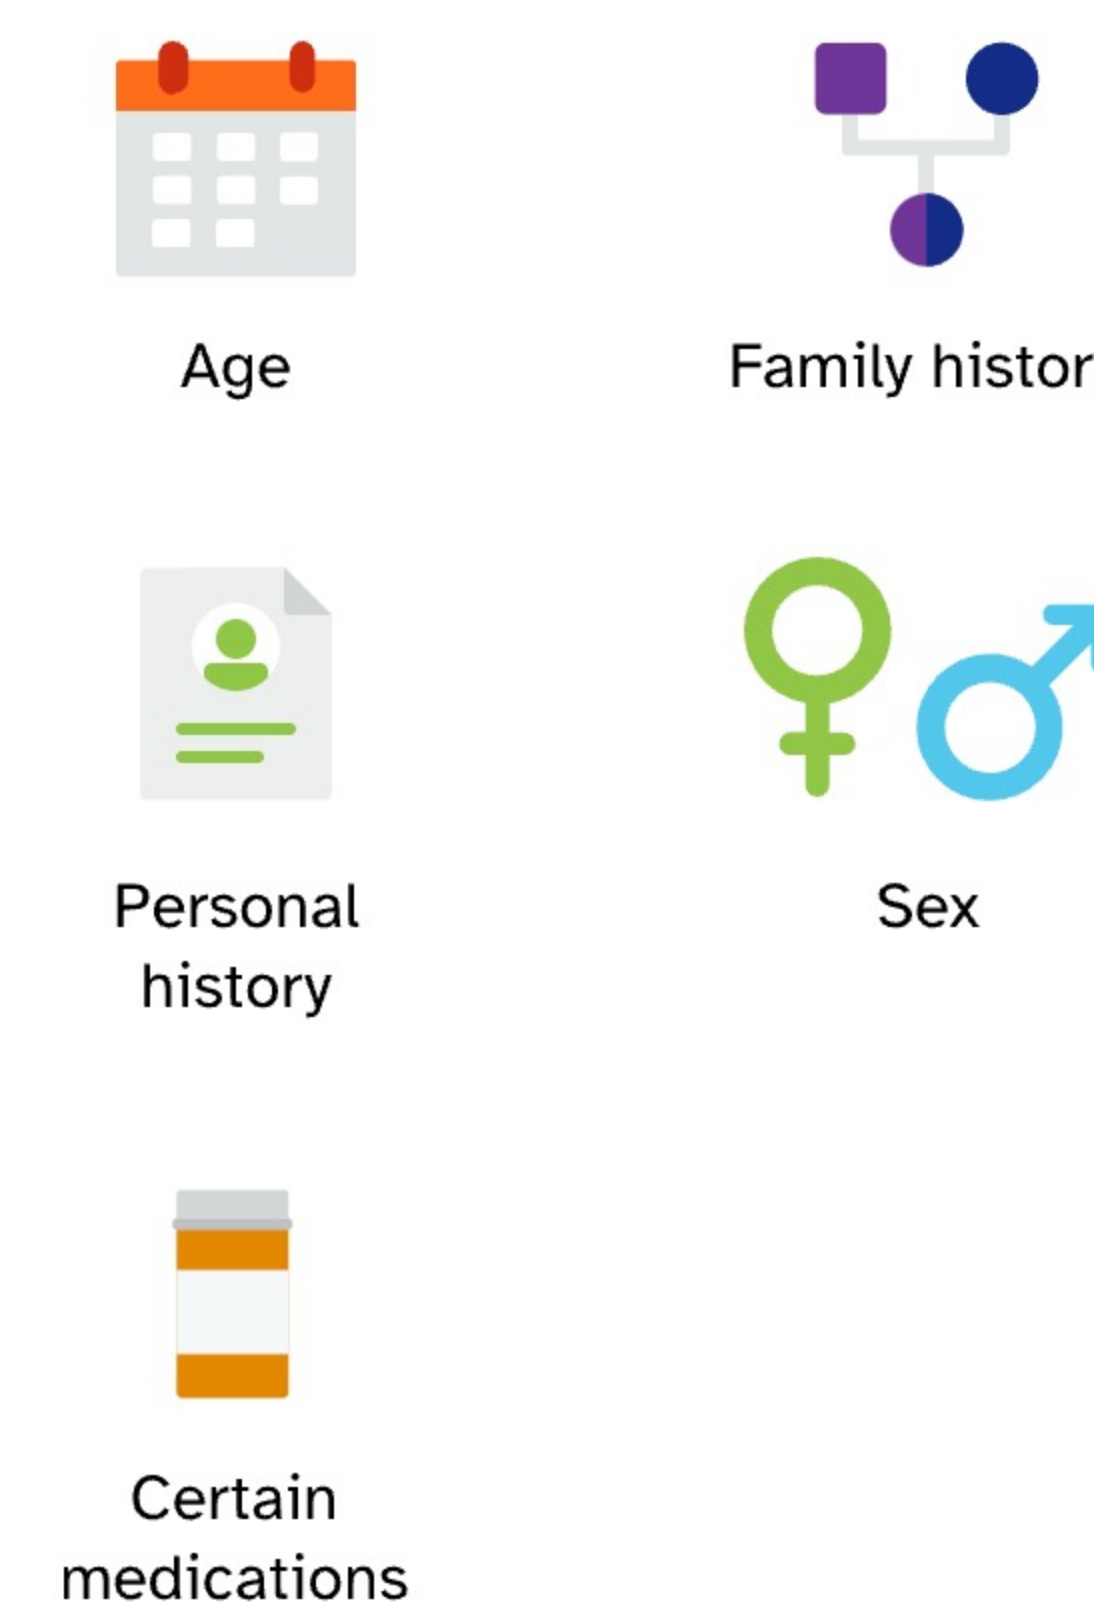 Age
Family histor
Personal
history
Sex
Certain
medications